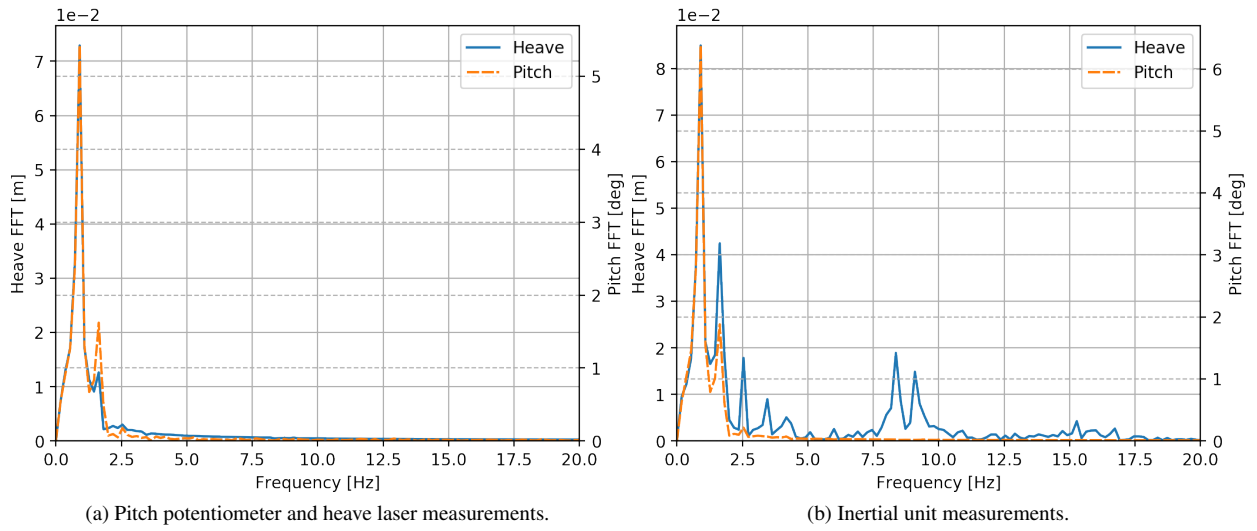 1e−2
Heave
Pitch
7
6
5
4
3
2
1
0
5
4
3
2
1
0
0.0 2.5 5.0 7.5 10.0 12.5 15.0 17.5 20.0
Heave FFT [m]
Pitch FFT [deg]
Frequency [Hz]
(a) Pitch potentiometer and heave laser measurements.
1e−2
Heave
Pitch
8
7
6
5
4
3
2
1
0
6
5
4
3
2
1
0
0.0 2.5 5.0 7.5 10.0 12.5 15.0 17.5 20.0
Heave FFT [m]
Pitch FFT [deg]
Frequency [Hz]
(b) Inertial unit measurements.